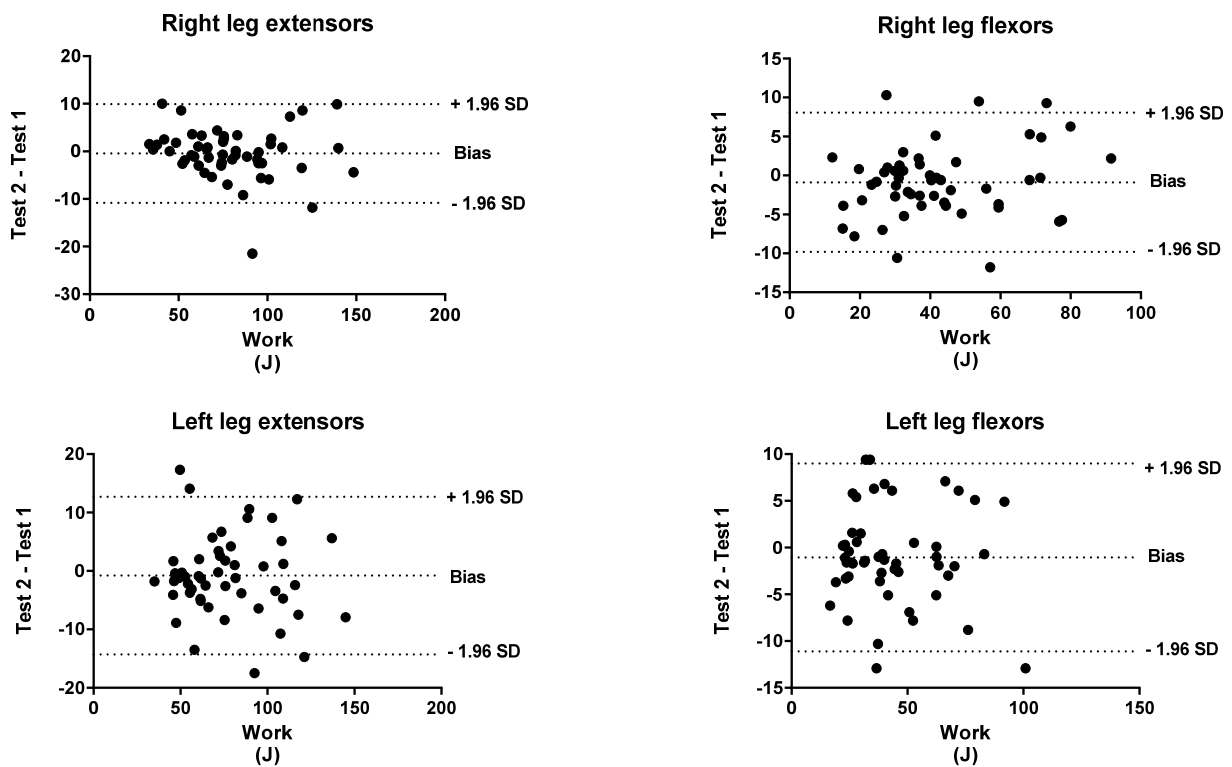 Right leg extensors
20
10
0
-10
-20
-30
Test 2 - Test 1
+ 1.96 SD
Bias
- 1.96 SD
0 50 100 150 200
Work
(J)
Right leg flexors
15
10
5
0
-5
-10
-15
Test 2 - Test 1
+ 1.96 SD
Bias
- 1.96 SD
0 20 40 60 80 100
Work
(J)
Left leg extensors
20
10
0
-10
-20
Test 2 - Test 1
+ 1.96 SD
Bias
- 1.96 SD
0 50 100 150 200
Work
(J)
Left leg flexors
10
5
0
-5
-10
-15
Test 2 - Test 1
+ 1.96 SD
Bias
- 1.96 SD
0 50 100 150
Work
(J)